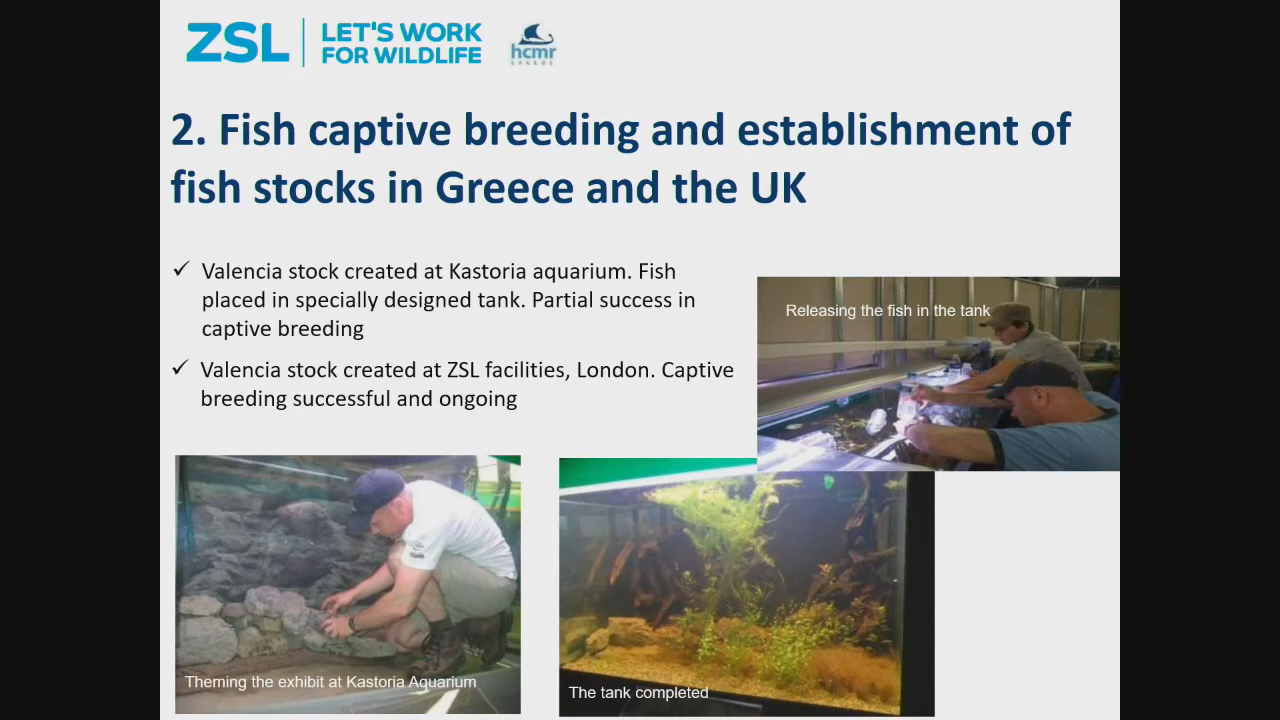 ZSL
LET'S WORK
FOR WILDLIFE
hcmr
2. Fish captive breeding and establishment of
fish stocks in Greece and the UK
✓ Valencia stock created at Kastoria aquarium. Fish
placed in specially designed tank. Partial success in
captive breeding
✓ Valencia stock created at ZSL facilities, London. Captive
breeding successful and ongoing
Releasing the fish in the tank
Theming the exhibit at Kastoria Aquarium
The tank completed